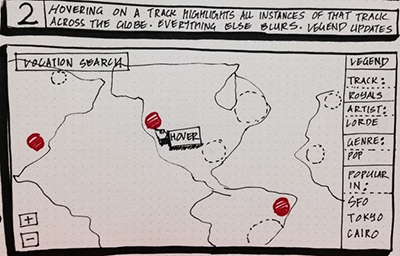 2
HOVERING ON A TRACK HIGHLIGHTS ALL INSTANCES OF THAT TRACK
ACROSS THE GLOBE. EVERYTHING ELSE BLURS. LEGEND UPDATES
LOCATION SEARCH
HOVER
+
-
LEGEND
TRACK:
ROYALS
ARTIST:
LORDE
GENRE:
POP
POPULAR
IN:
SFO
TOKYO
CAIRO